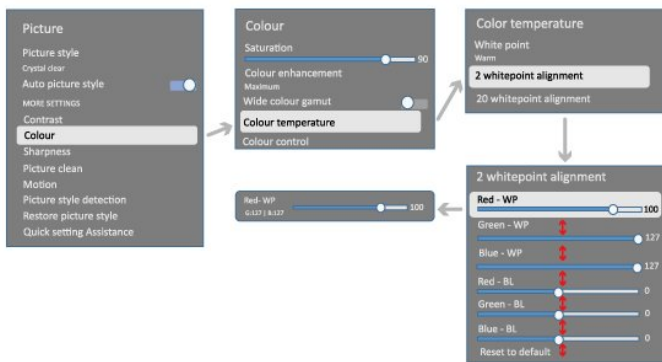 Picture
Picture style
Crystal clear
Auto picture style
MORE SETTINGS
Contrast
Colour
Sharpness
Picture clean
Motion
Picture style detection
Restore picture style
Quick setting Assistance
Colour
Saturation
90
Colour enhancement
Maximum
Wide colour gamut
Colour temperature
Colour control
Color temperature
White point
Warm
2 whitepoint alignment
20 whitepoint alignment
2 whitepoint alignment
Red - WP
100
Green - WP
127
Blue - WP
127
Red - BL
0
Green - BL
0
Blue - BL
0
Reset to default
Red- WP
G:127 | B:127
100